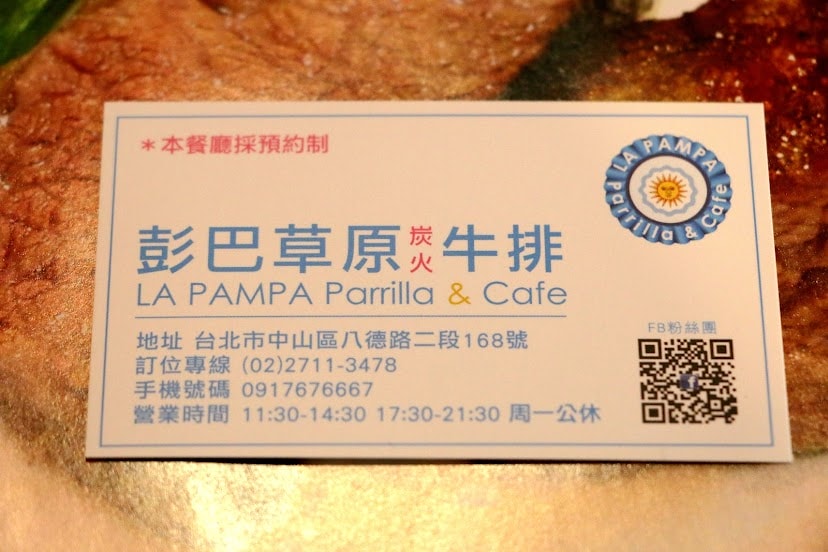 ＊本餐廳採預約制
LA PAMPA
Parrilla & Cafe
彭巴草原炭火牛排
LA PAMPA Parrilla & Cafe
地址 台北市中山區八德路二段168號
訂位專線 (02)2711-3478
手機號碼 0917676667
營業時間 11:30-14:30 17:30-21:30 周一公休
FB粉絲團